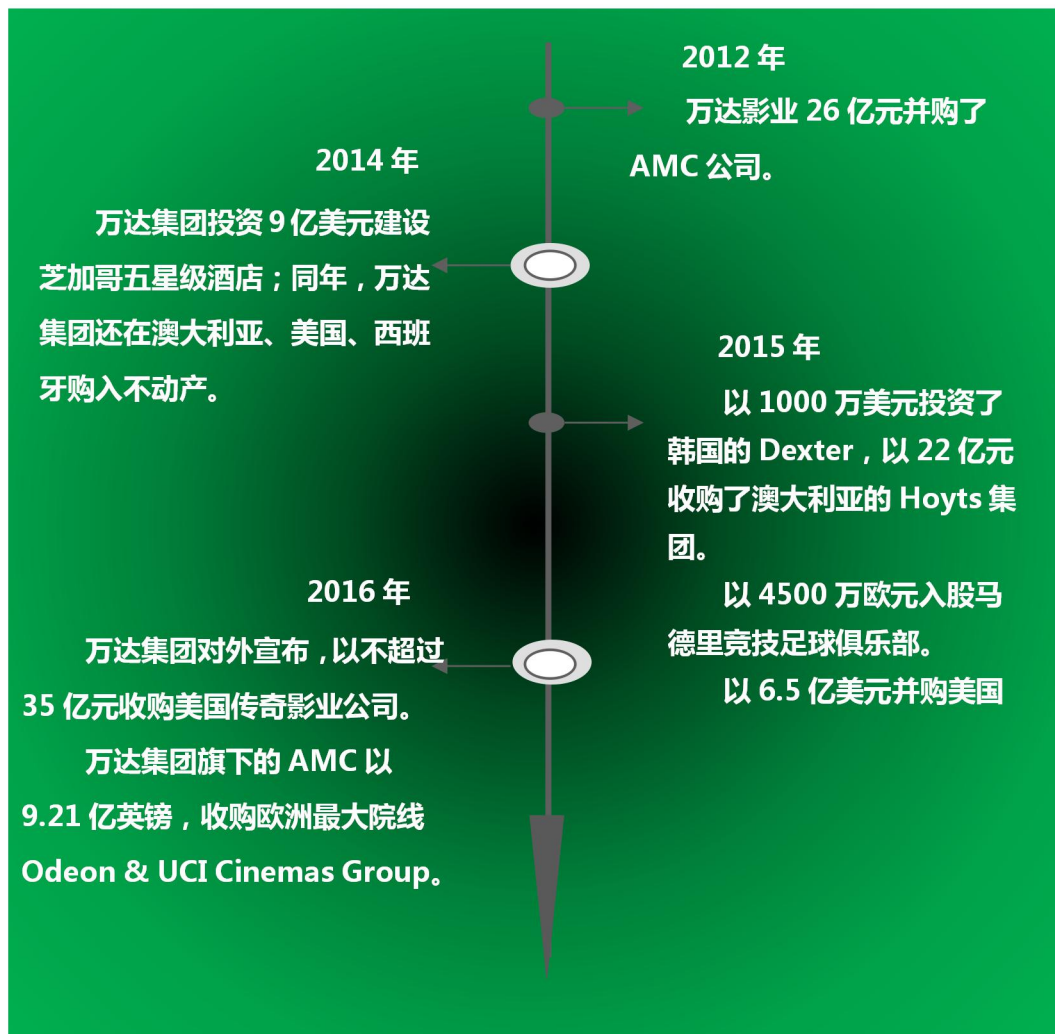 2012 年
万达影业 26 亿元并购了
AMC 公司。
2014 年
万达集团投资 9 亿美元建设
芝加哥五星级酒店；同年，万达
集团还在澳大利亚、美国、西班
牙购入不动产。
2015 年
以 1000 万美元投资了
韩国的 Dexter，以 22 亿元
收购了澳大利亚的 Hoyts 集
团。
以 4500 万欧元入股马
德里竞技足球俱乐部。
以 6.5 亿美元并购美国
2016 年
万达集团对外宣布，以不超过
35 亿元收购美国传奇影业公司。
万达集团旗下的 AMC 以
9.21 亿英镑，收购欧洲最大院线
Odeon & UCI Cinemas Group。